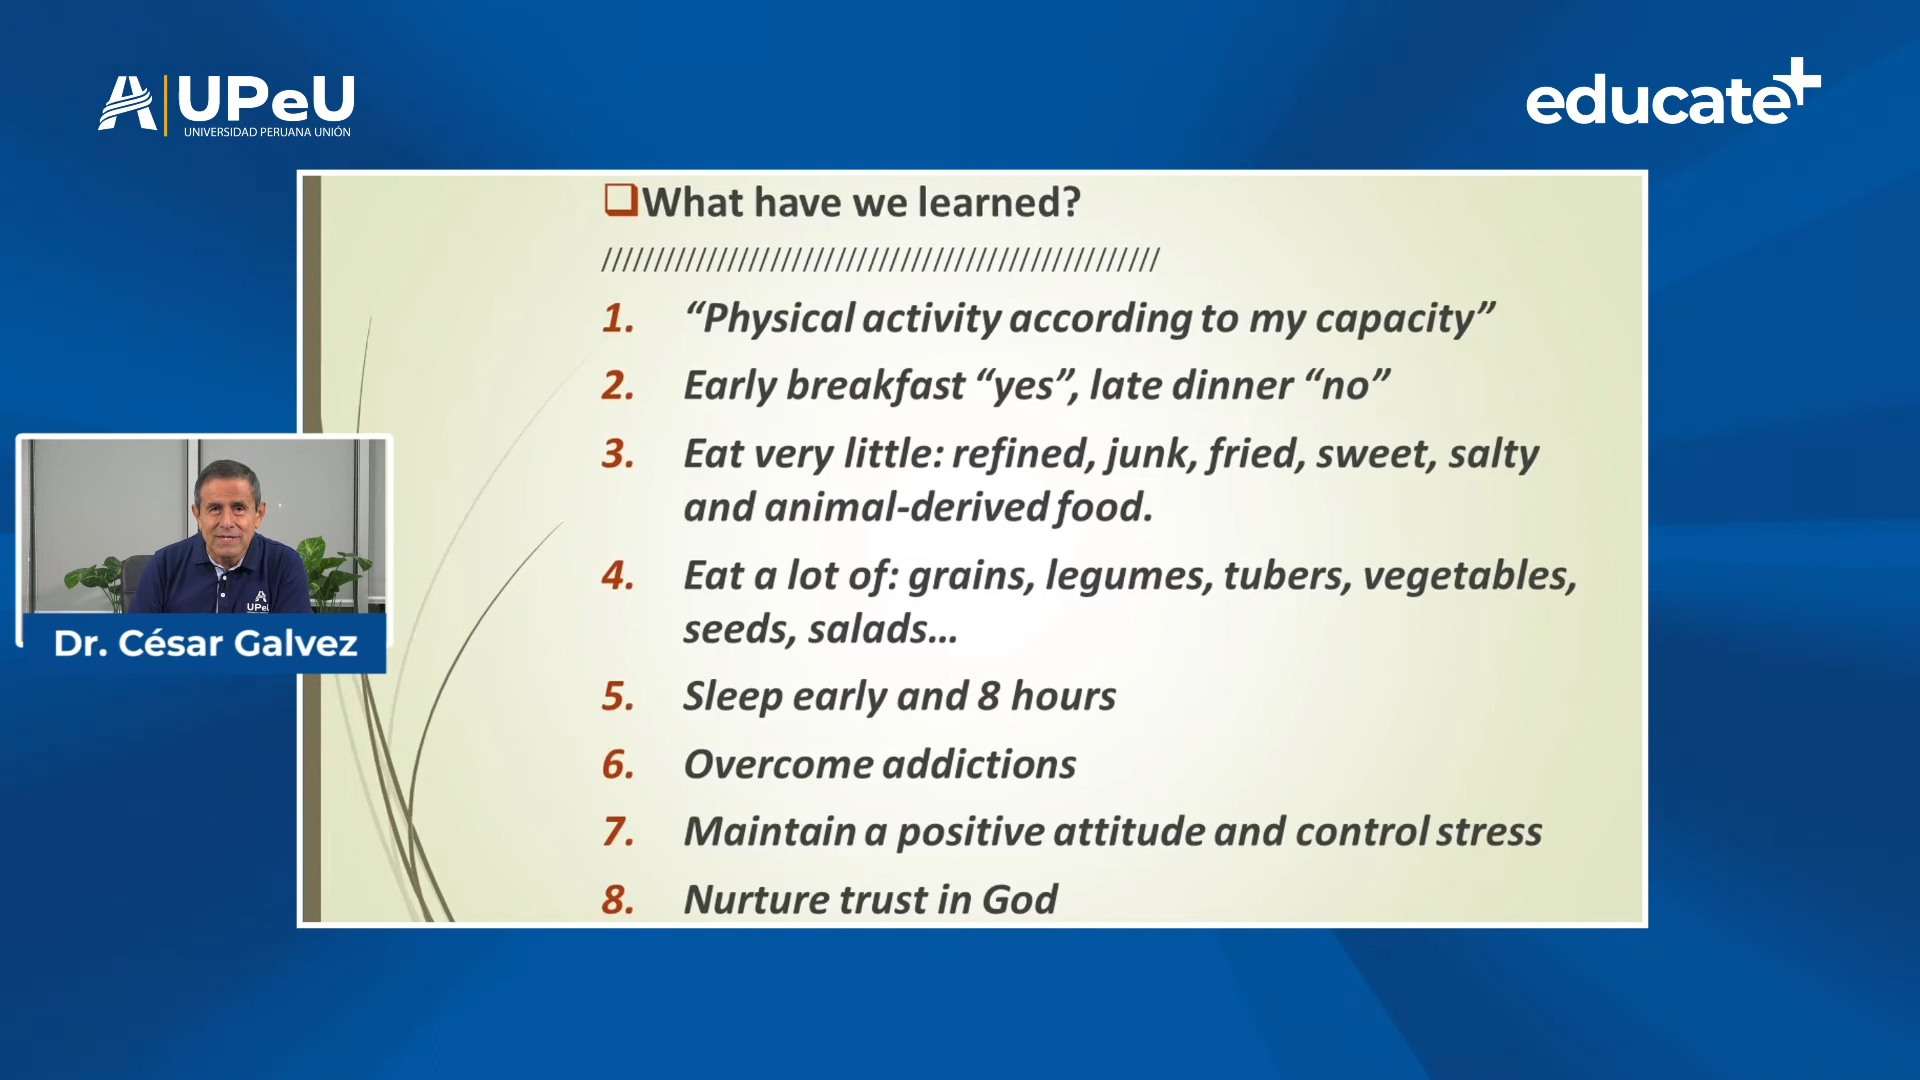 UPeU
UNIVERSIDAD PERUANA UNIÓN
educate+
What have we learned?
////////////////////////////////////////////////
1. “Physical activity according to my capacity”
2. Early breakfast “yes”, late dinner “no”
3. Eat very little: refined, junk, fried, sweet, salty
and animal-derived food.
4. Eat a lot of: grains, legumes, tubers, vegetables,
seeds, salads...
5. Sleep early and 8 hours
6. Overcome addictions
7. Maintain a positive attitude and control stress
8. Nurture trust in God
UPeU
Dr. César Galvez